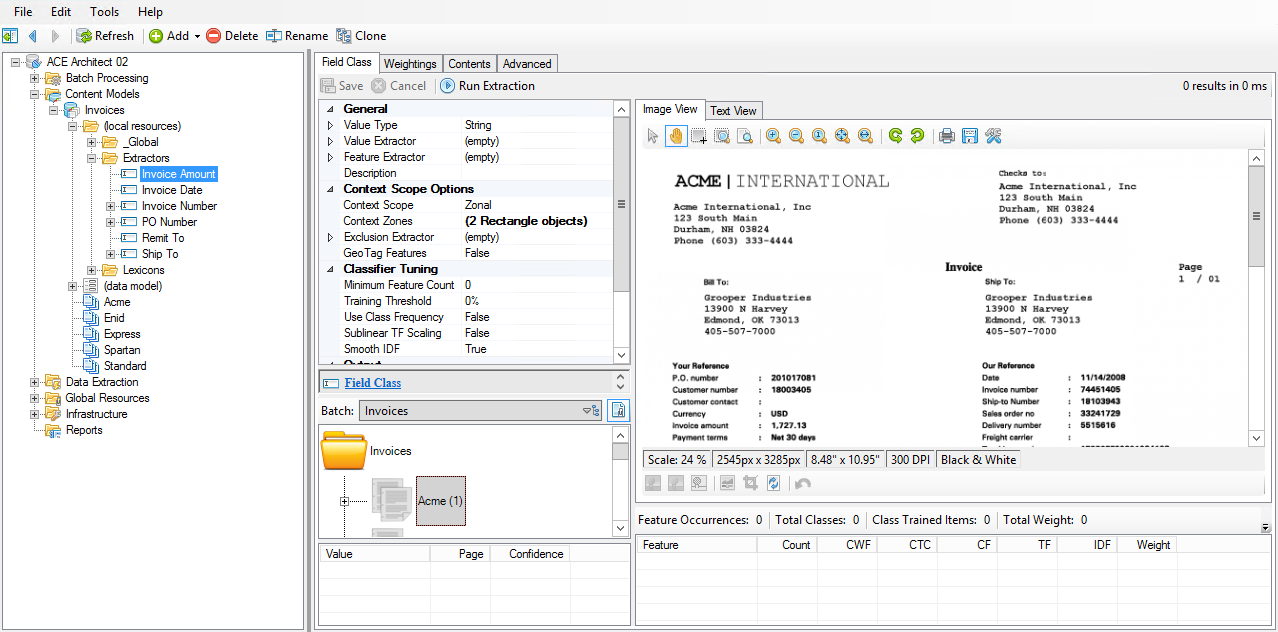 File Edit Tools Help
Refresh Add Delete Rename Clone
ACE Architect 02
Batch Processing
Content Models
Invoices
(local resources)
_Global
Extractors
Invoice Amount
Invoice Date
Invoice Number
PO Number
Remit To
Ship To
Lexicons
(data model)
Acme
Enid
Express
Spartan
Standard
Data Extraction
Global Resources
Infrastructure
Reports
Field Class Weightings Contents Advanced
Save Cancel Run Extraction 0 results in 0 ms
General
Value Type String
Value Extractor (empty)
Feature Extractor (empty)
Description
Context Scope Options
Context Scope Zonal
Context Zones (2 Rectangle objects)
Exclusion Extractor (empty)
GeoTag Features False
Classifier Tuning
Minimum Feature Count 0
Training Threshold 0%
Use Class Frequency False
Sublinear TF Scaling False
Smooth IDF True
Output
Field Class
Batch: Invoices
Invoices
Acme (1)
Value Page Confidence
Image View Text View
ACME | INTERNATIONAL
Acme International, Inc
123 South Main
Durham, NH 03824
Phone (603) 333-4444
Checks to:
Acme International, Inc
123 South Main
Durham, NH 03824
Phone (603) 333-4444
Invoice
Page
1 / 01
Bill To:
Grooper Industries
13900 N Harvey
Edmond, OK 73013
405-507-7000
Ship To:
Grooper Industries
13900 N Harvey
Edmond, OK 73013
405-507-7000
Your Reference
P.O. number : 201017081
Customer number : 18003405
Customer contact :
Currency : USD
Invoice amount : 1,727.13
Payment terms : Net 30 days
Our Reference
Date : 11/14/2008
Invoice number : 74451405
Ship-to Number : 18103943
Sales order no : 33241729
Delivery number : 5515616
Freight carrier :
Scale: 24 % 2545px x 3285px 8.48" x 10.95" 300 DPI Black & White
Feature Occurrences: 0 Total Classes: 0 Class Trained Items: 0 Total Weight: 0
Feature Count CWF CTC CF TF IDF Weight